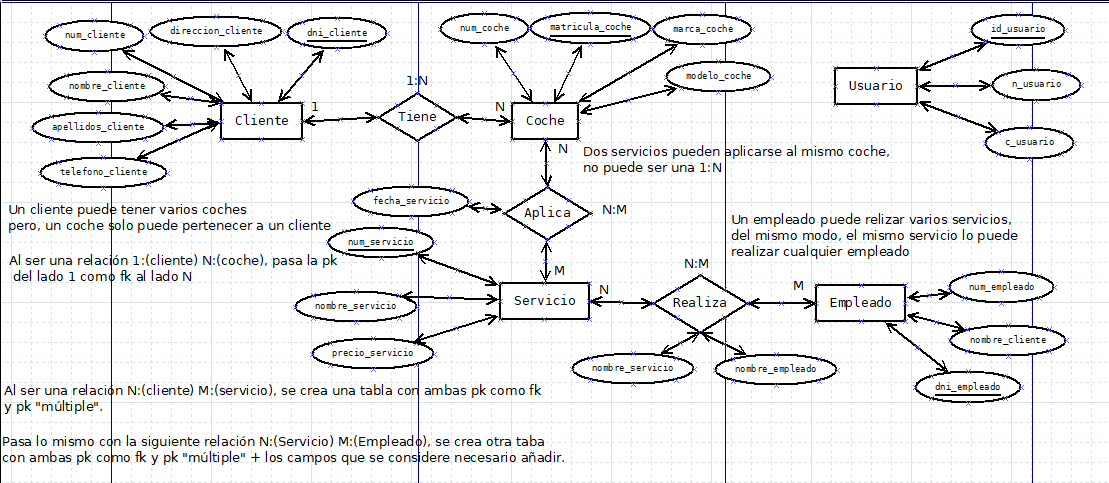 num_cliente
direccion_cliente
dni_cliente
nombre_cliente
apellidos_cliente
telefono_cliente
Cliente
1
1:N
Tiene
N
num_coche
matricula_coche
marca_coche
modelo_coche
Coche
N
id_usuario
n_usuario
c_usuario
Usuario
Dos servicios pueden aplicarse al mismo coche,
no puede ser una 1:N
Un cliente puede tener varios coches
pero, un coche solo puede pertenecer a un cliente
Al ser una relación 1:(cliente) N:(coche), pasa la pk
del lado 1 como fk al lado N
fecha_servicio
Aplica
N:M
M
num_servicio
nombre_servicio
precio_servicio
Servicio
N
Un empleado puede relizar varios servicios,
del mismo modo, el mismo servicio lo puede
realizar cualquier empleado
N:M
Realiza
M
nombre_servicio
nombre_empleado
Empleado
num_empleado
nombre_cliente
dni_empleado
Al ser una relación N:(cliente) M:(servicio), se crea una tabla con ambas pk como fk
y pk "múltiple".
Pasa lo mismo con la siguiente relación N:(Servicio) M:(Empleado), se crea otra taba
con ambas pk como fk y pk "múltiple" + los campos que se considere necesario añadir.